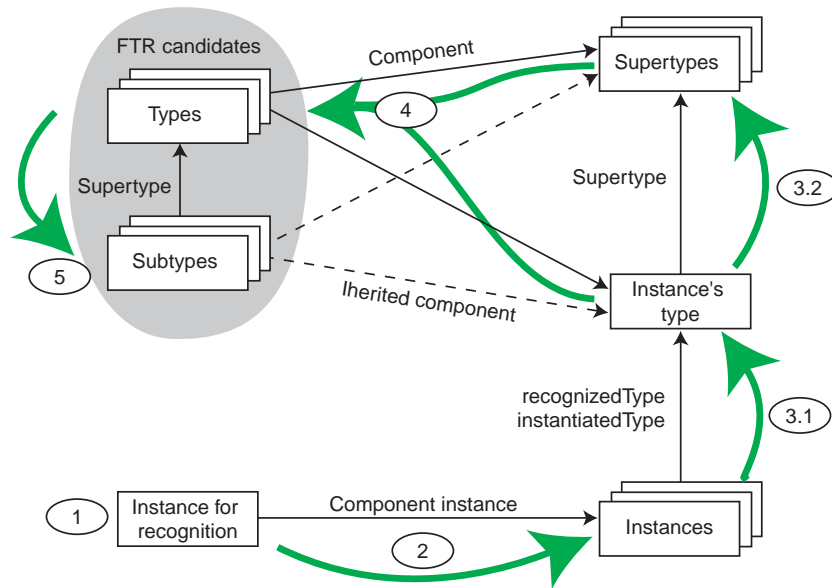 FTR candidates
Component
Supertypes
Types
4
Supertype
Supertype
3.2
Subtypes
5
Iherited component
Instance's
type
recognizedType
instantiatedType
3.1
1
Instance for
recognition
Component instance
Instances
2